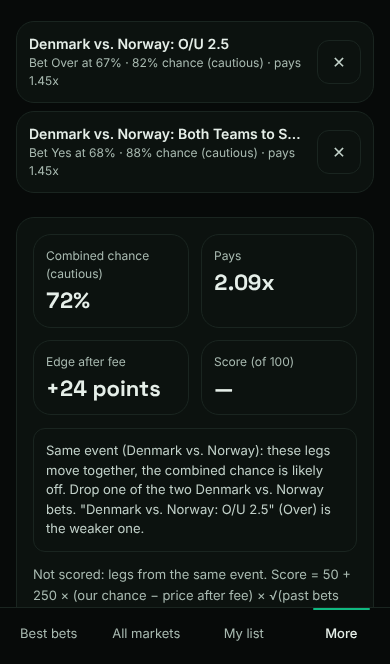 Denmark vs. Norway: O/U 2.5
Bet Over at 67% · 82% chance (cautious) · pays
1.45x
✕
Denmark vs. Norway: Both Teams to S...
Bet Yes at 68% · 88% chance (cautious) · pays
1.45x
✕
Combined chance
(cautious)
72%
Pays
2.09x
Edge after fee
+24 points
Score (of 100)
—
Same event (Denmark vs. Norway): these legs
move together, the combined chance is likely
off. Drop one of the two Denmark vs. Norway
bets. "Denmark vs. Norway: O/U 2.5" (Over) is
the weaker one.
Not scored: legs from the same event. Score = 50 +
250 × (our chance − price after fee) × √(past bets
Best bets
All markets
My list
More